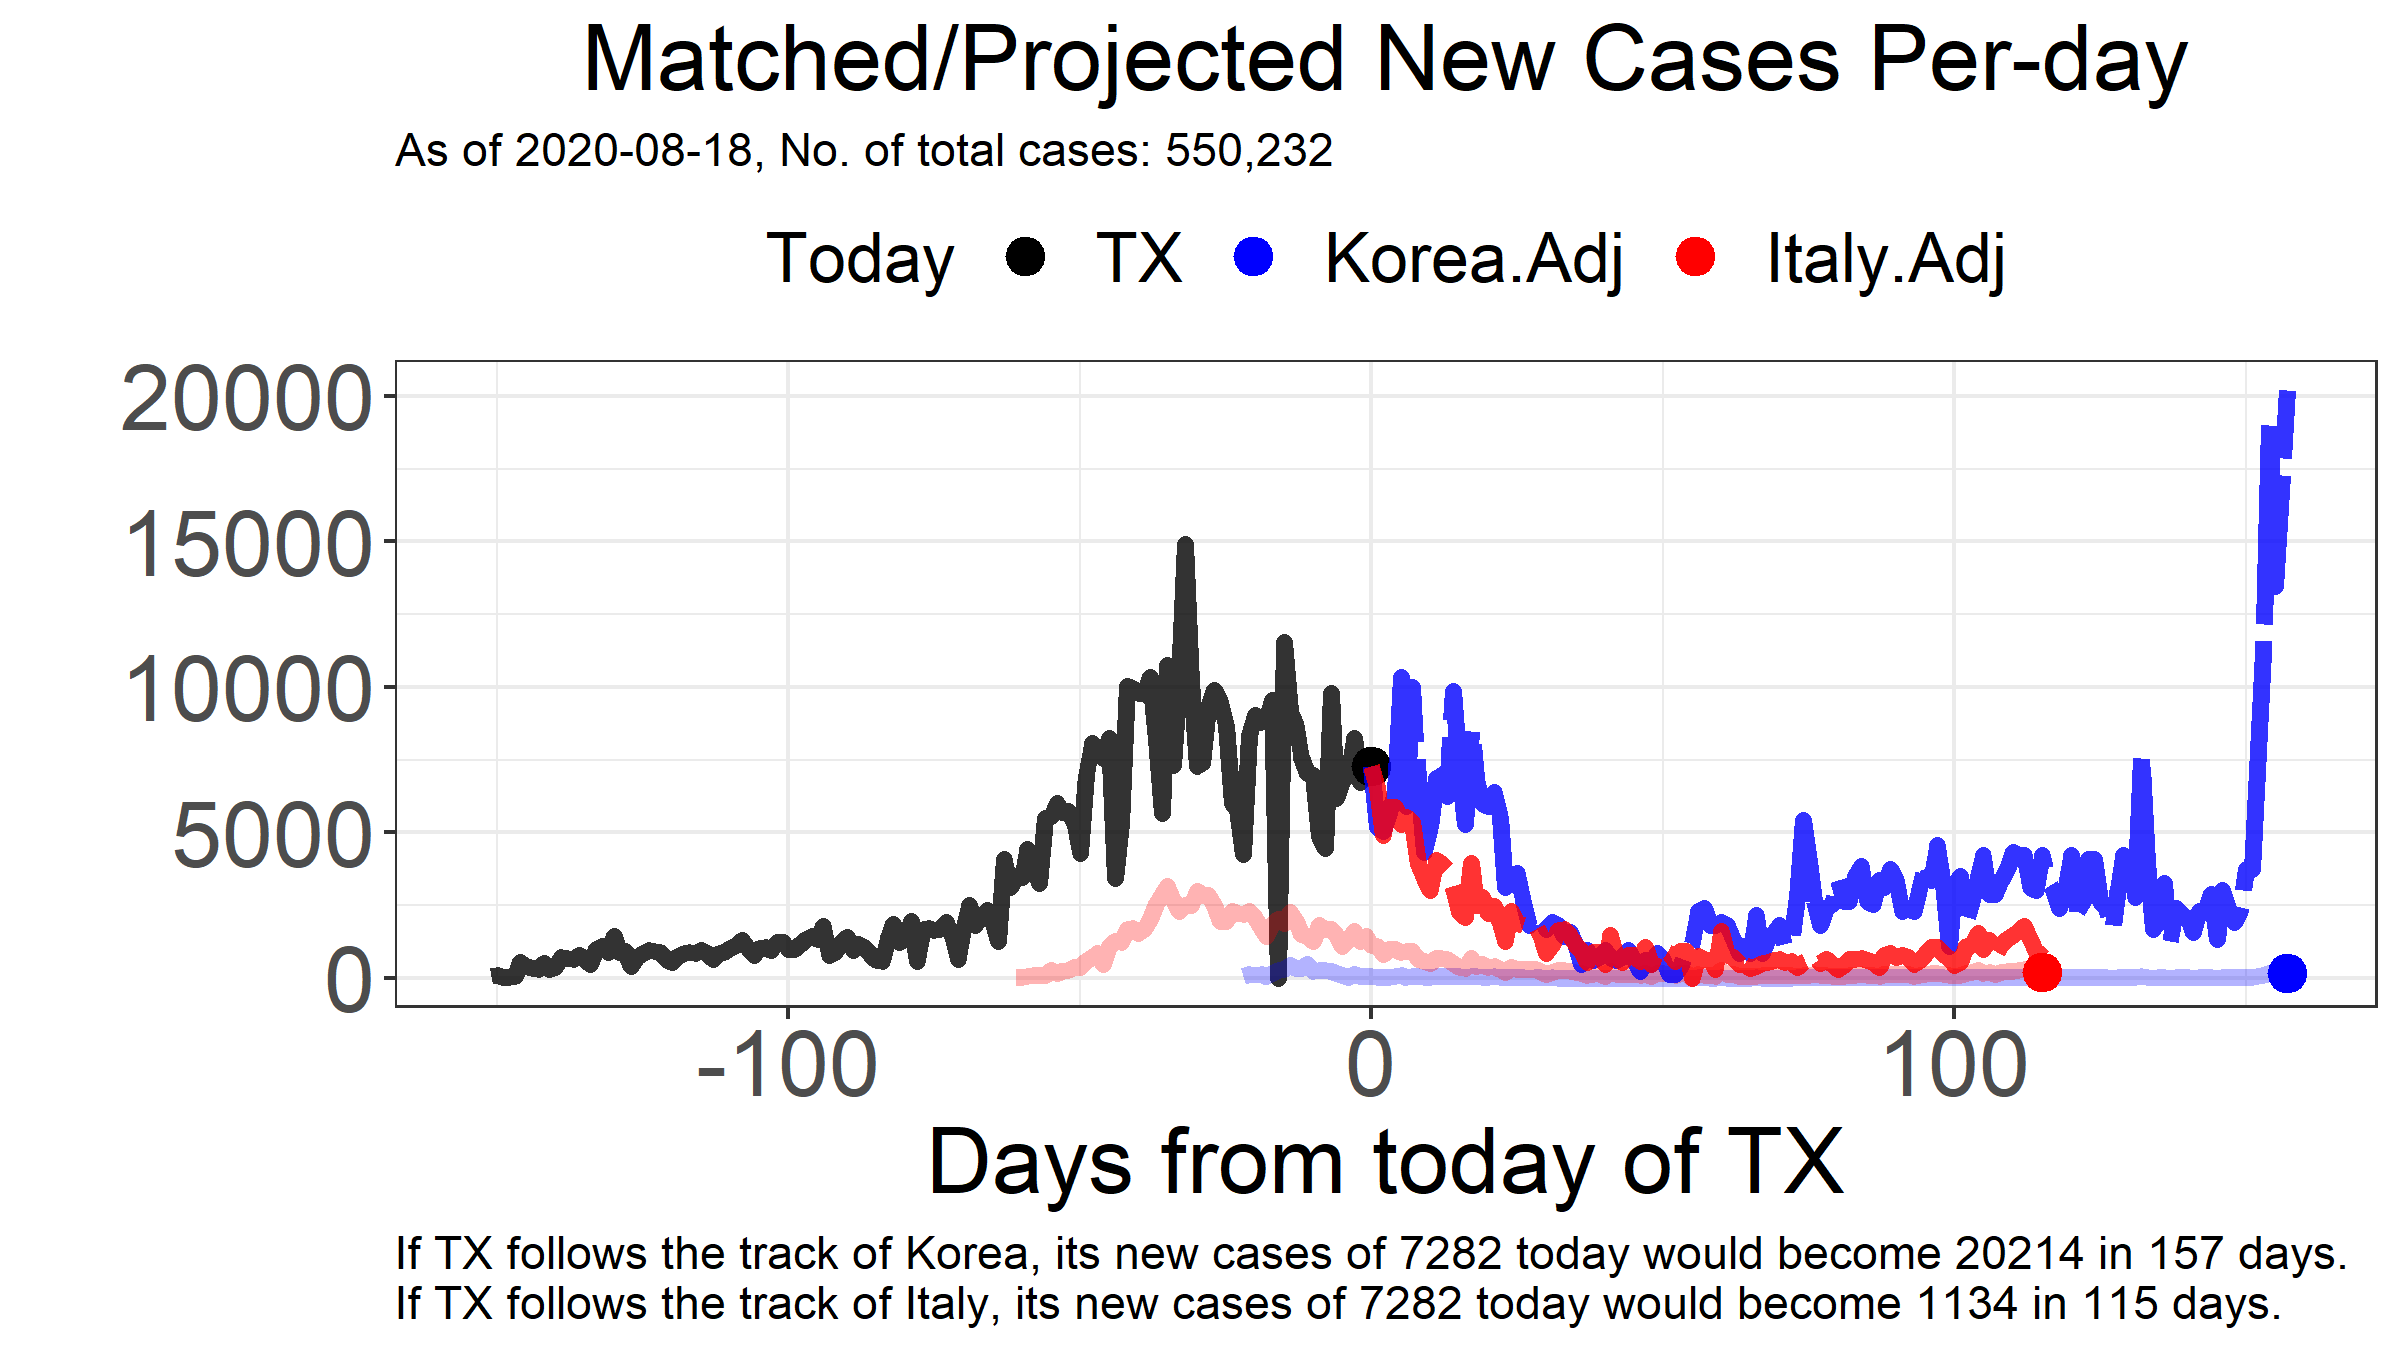 Matched/Projected New Cases Per-day
As of 2020-08-18, No. of total cases: 550,232
Today TX Korea.Adj Italy.Adj
20000
15000
10000
5000
0
-100 0 100
Days from today of TX
If TX follows the track of Korea, its new cases of 7282 today would become 20214 in 157 days.
If TX follows the track of Italy, its new cases of 7282 today would become 1134 in 115 days.